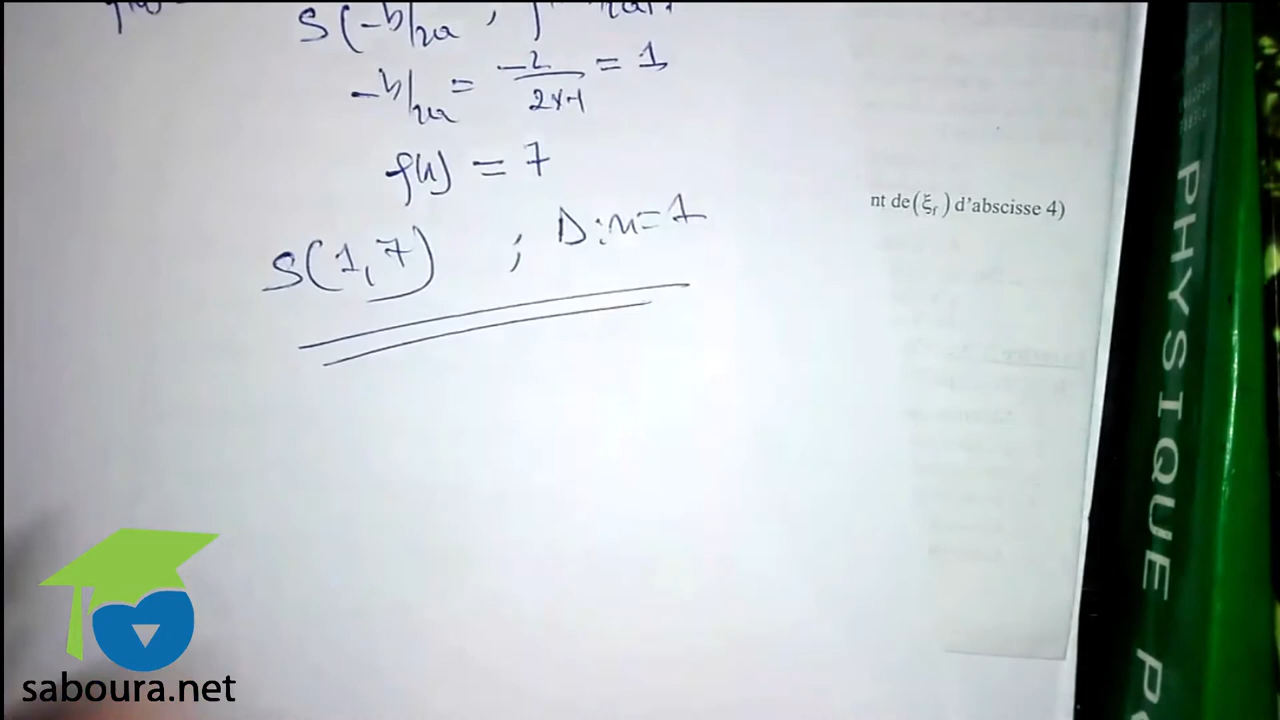 S(-b/2a ,
-b/2a = -2/2×-1 = 1
f(1) = 7
S(1,7) ; D:x=1
nt de(ξf) d'abscisse 4)
PHYSIQUE
saboura.net